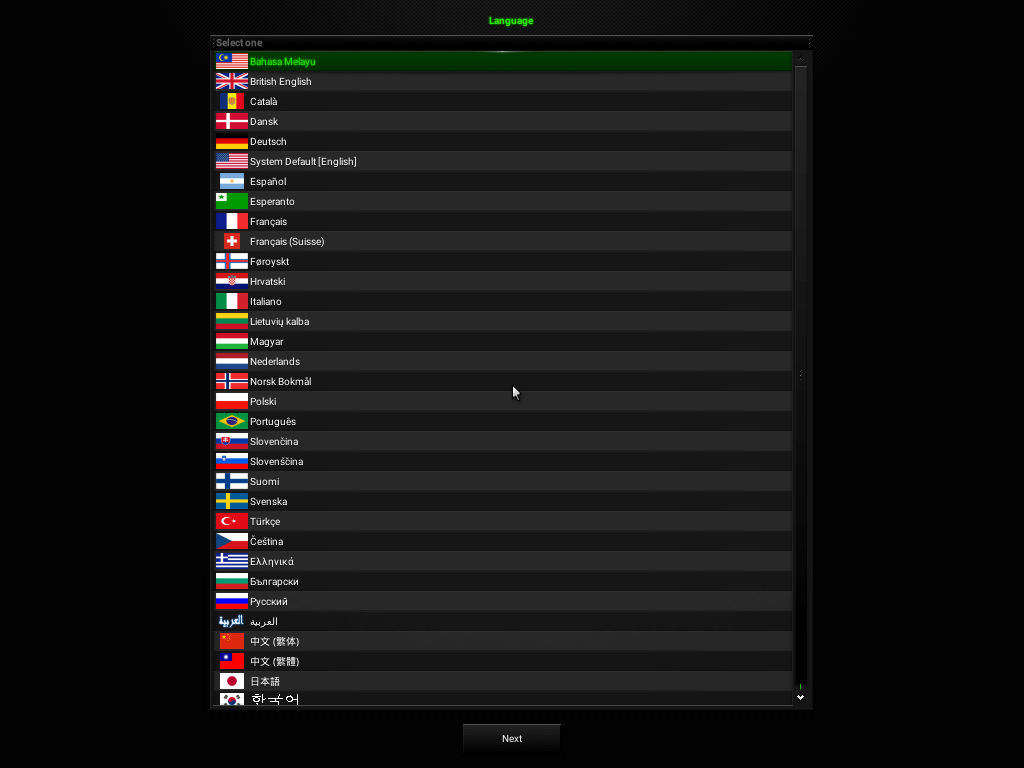 Language
Select one
Bahasa Melayu
British English
Català
Dansk
Deutsch
System Default [English]
Español
Esperanto
Français
Français (Suisse)
Føroyskt
Hrvatski
Italiano
Lietuvių kalba
Magyar
Nederlands
Norsk Bokmål
Polski
Português
Slovenčina
Slovenščina
Suomi
Svenska
Türkçe
Čeština
Ελληνικά
Български
Русский
العربية العربية
中文 (繁体)
中文 (繁體)
日本語
한국어
Next